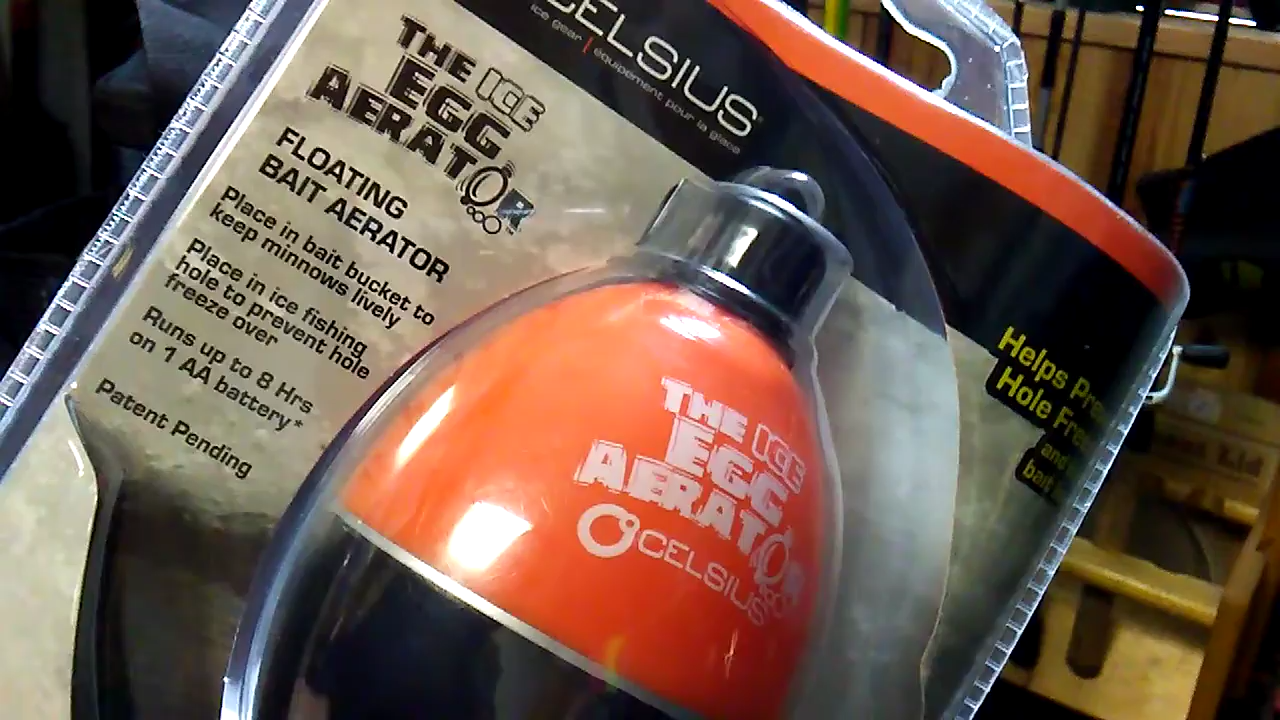 CELSIUS
ice gear | équipement pour la glace
THE ICE
EGG
AERATOR
FLOATING
BAIT AERATOR
Place in bait bucket to
keep minnows lively
Place in ice fishing
hole to prevent hole
freeze over
Runs up to 8 Hrs
on 1 AA battery*
Patent Pending
THE ICE
EGG
AERATOR
CELSIUS
Helps
Hole
and
bait